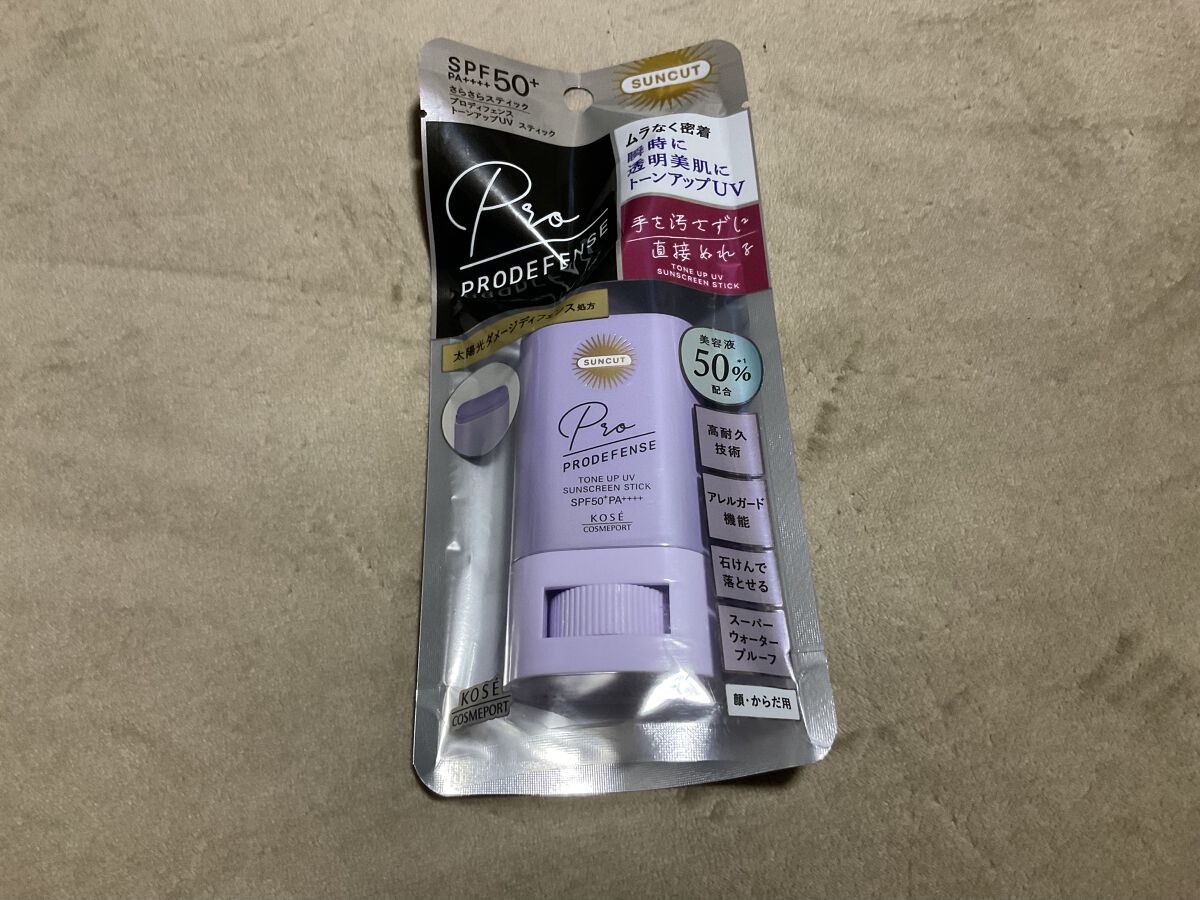 SPF50+
PA++++
さらさらスティック
プロディフェンス
トーンアップUV スティック
SUNCUT
ムラなく密着
瞬時に
透明美肌に
トーンアップUV
Pro
PRODEFENSE
手を汚さずに
直接ぬれる
TONE UP UV
SUNSCREEN STICK
太陽光ダメージディフェンス処方
SUNCUT
Pro
PRODEFENSE
TONE UP UV
SUNSCREEN STICK
SPF50+PA++++
KOSÉ
COSMEPORT
美容液
50%*1
配合
高耐久
技術
アレルガード
機能
石けんで
落とせる
スーパー
ウォーター
プルーフ
顔・からだ用
KOSÉ
COSMEPORT